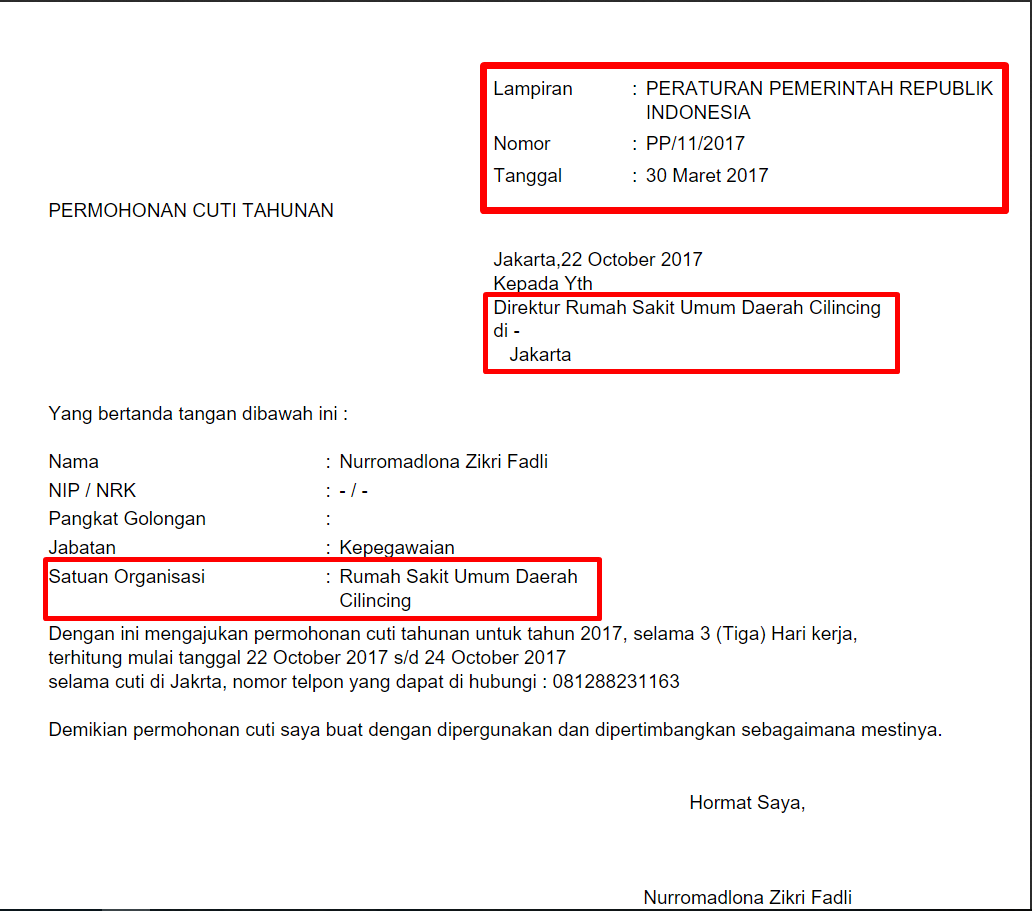 Lampiran : PERATURAN PEMERINTAH REPUBLIK
INDONESIA
Nomor : PP/11/2017
Tanggal : 30 Maret 2017
PERMOHONAN CUTI TAHUNAN
Jakarta,22 October 2017
Kepada Yth
Direktur Rumah Sakit Umum Daerah Cilincing
di -
Jakarta
Yang bertanda tangan dibawah ini :
Nama : Nurromadlona Zikri Fadli
NIP / NRK : - / -
Pangkat Golongan :
Jabatan : Kepegawaian
Satuan Organisasi : Rumah Sakit Umum Daerah
Cilincing
Dengan ini mengajukan permohonan cuti tahunan untuk tahun 2017, selama 3 (Tiga) Hari kerja,
terhitung mulai tanggal 22 October 2017 s/d 24 October 2017
selama cuti di Jakrta, nomor telpon yang dapat di hubungi : 081288231163
Demikian permohonan cuti saya buat dengan dipergunakan dan dipertimbangkan sebagaimana mestinya.
Hormat Saya,
Nurromadlona Zikri Fadli